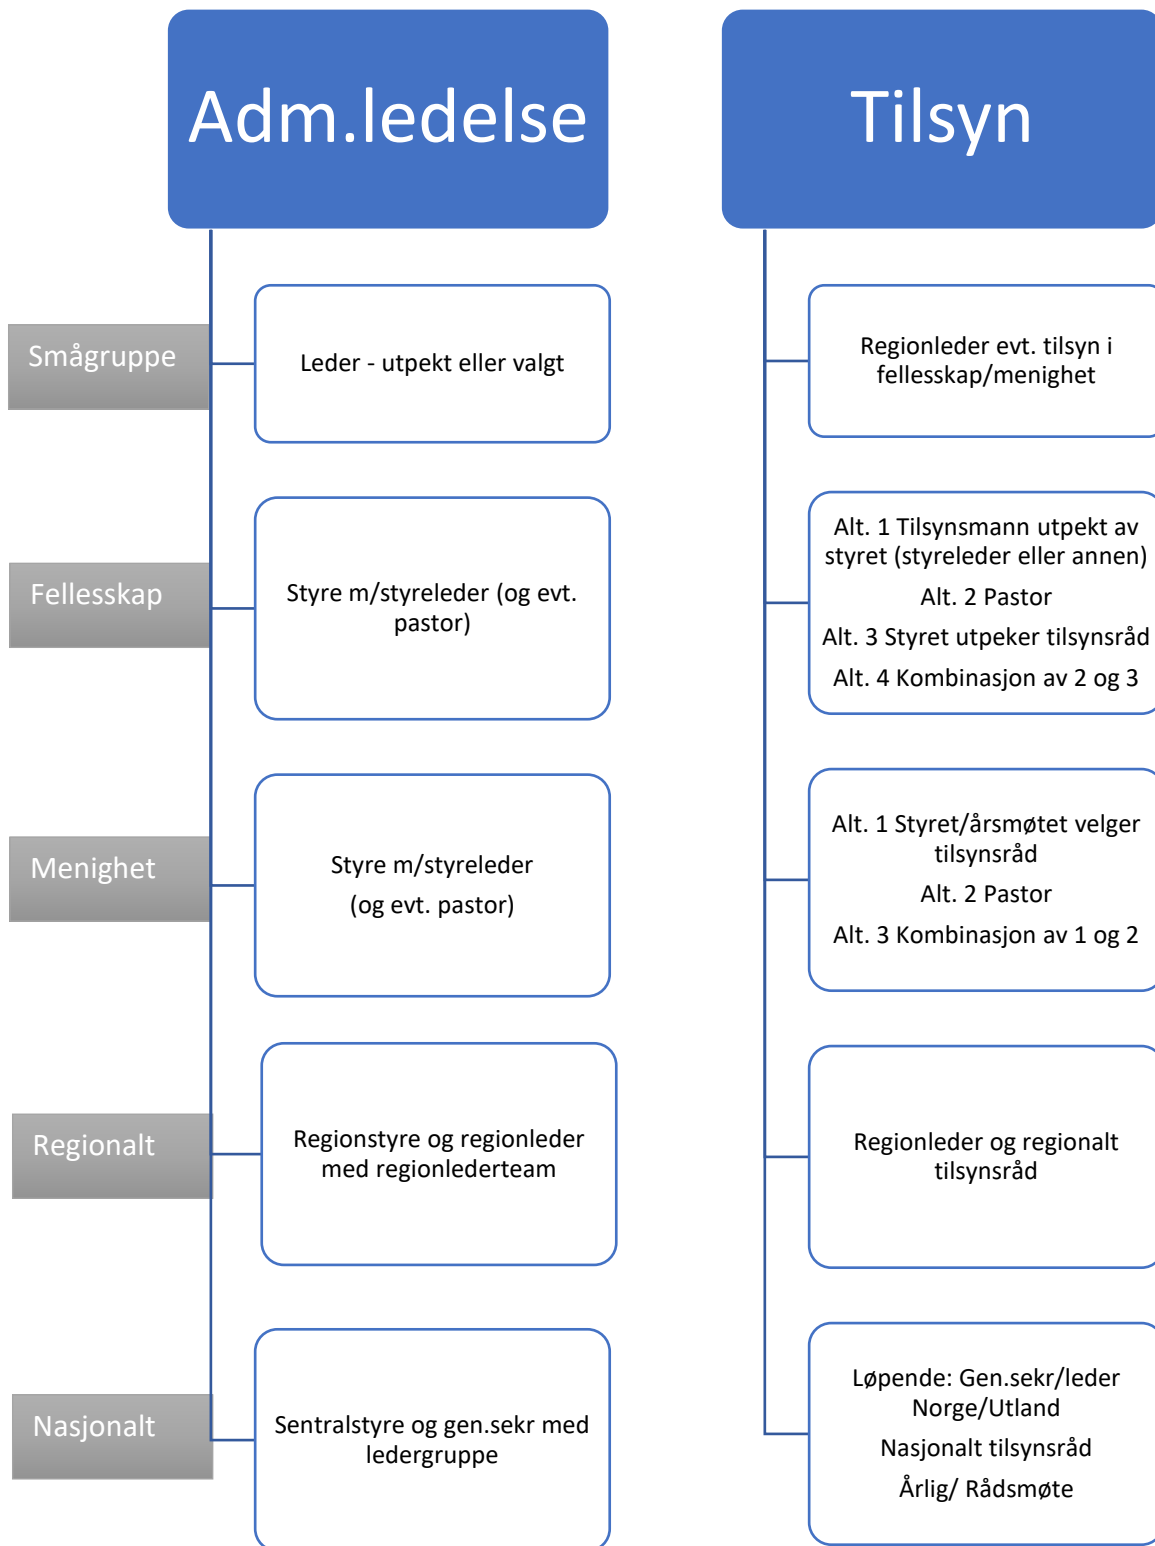 Adm.ledelse
Tilsyn
Smågruppe
Leder - utpekt eller valgt
Regionleder evt. tilsyn i
fellesskap/menighet
Fellesskap
Styre m/styreleder (og evt.
pastor)
Alt. 1 Tilsynsmann utpekt av
styret (styreleder eller annen)
Alt. 2 Pastor
Alt. 3 Styret utpeker tilsynsråd
Alt. 4 Kombinasjon av 2 og 3
Menighet
Styre m/styreleder
(og evt. pastor)
Alt. 1 Styret/årsmøtet velger
tilsynsråd
Alt. 2 Pastor
Alt. 3 Kombinasjon av 1 og 2
Regionalt
Regionstyre og regionleder
med regionlederteam
Regionleder og regionalt
tilsynsråd
Nasjonalt
Sentralstyre og gen.sekr med
ledergruppe
Løpende: Gen.sekr/leder
Norge/Utland
Nasjonalt tilsynsråd
Årlig/ Rådsmøte